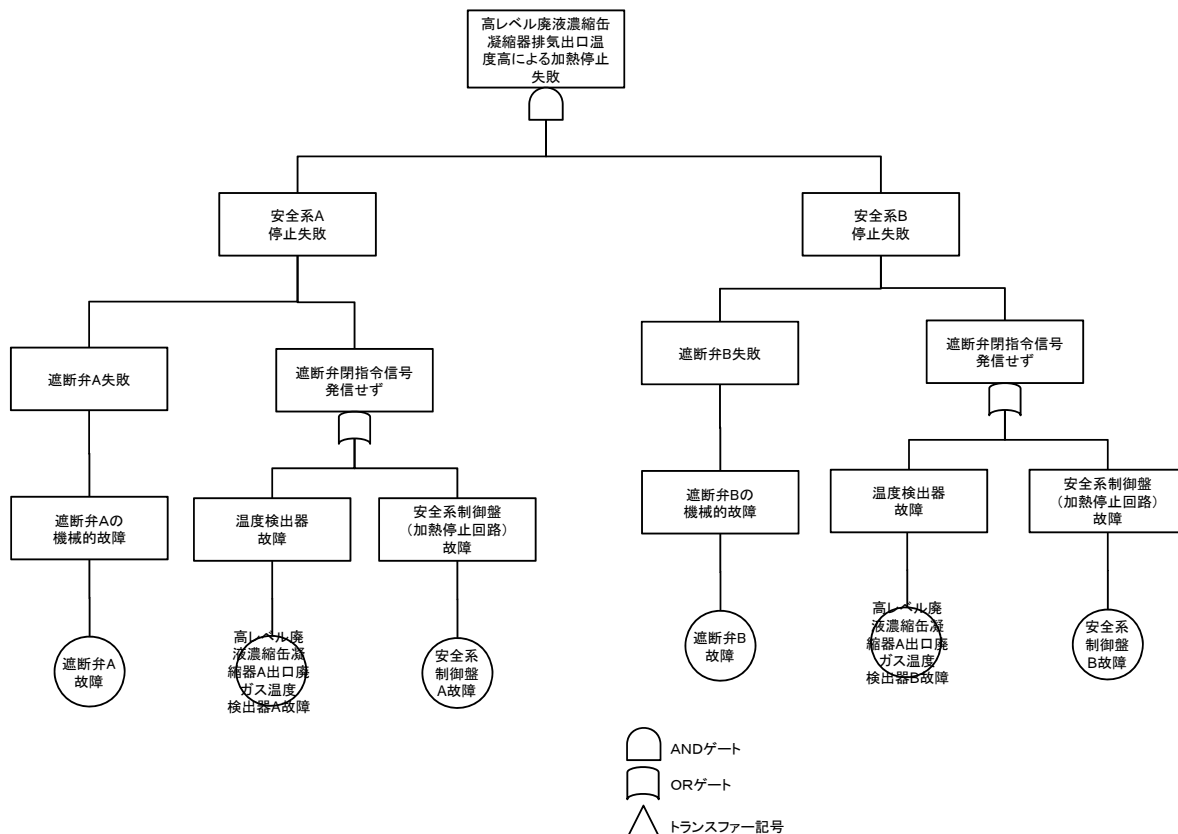 高レベル廃液濃縮缶
凝縮器排気出口温
度高による加熱停止
失敗
安全系A
停止失敗
安全系B
停止失敗
遮断弁A失敗
遮断弁閉指令信号
発信せず
遮断弁B失敗
遮断弁閉指令信号
発信せず
遮断弁Aの
機械的故障
温度検出器
故障
安全系制御盤
(加熱停止回路)
故障
遮断弁Bの
機械的故障
温度検出器
故障
安全系制御盤
(加熱停止回路)
故障
遮断弁A
故障
高レベル廃
液濃縮缶凝
縮器A出口廃
ガス温度
検出器A故障
安全系
制御盤
A故障
遮断弁B
故障
高レベル廃
液濃縮缶凝
縮器A出口廃
ガス温度
検出器B故障
安全系
制御盤
B故障
ANDゲート
ORゲート
トランスファー記号